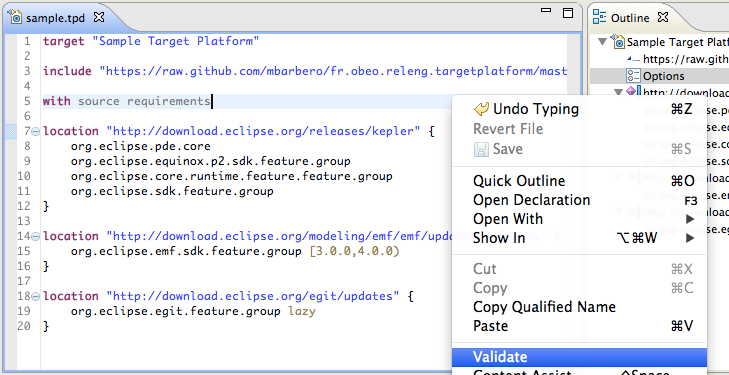 sample.tpd
1 target "Sample Target Platform"
2
3 include "https://raw.github.com/mbarbero/fr.obeo.releng.targetplatform/mast
4
5 with source requirements
6
7 location "http://download.eclipse.org/releases/kepler" {
8 org.eclipse.pde.core
9 org.eclipse.equinox.p2.sdk.feature.group
10 org.eclipse.core.runtime.feature.feature.group
11 org.eclipse.sdk.feature.group
12 }
13
14 location "http://download.eclipse.org/modeling/emf/emf/upd {
15 org.eclipse.emf.sdk.feature.group [3.0.0,4.0.0)
16 }
17
18 location "http://download.eclipse.org/egit/updates" {
19 org.eclipse.egit.feature.group lazy
20 }
Undo Typing ⌘Z
Revert File
Save ⌘S
Quick Outline ⌘O
Open Declaration F3
Open With
Show In ⌥⌘W
Cut ⌘X
Copy ⌘C
Copy Qualified Name
Paste ⌘V
Validate
Content Assist ⇧Space
Outline
Sample Target Platf
https://raw.gith
Options
http://download